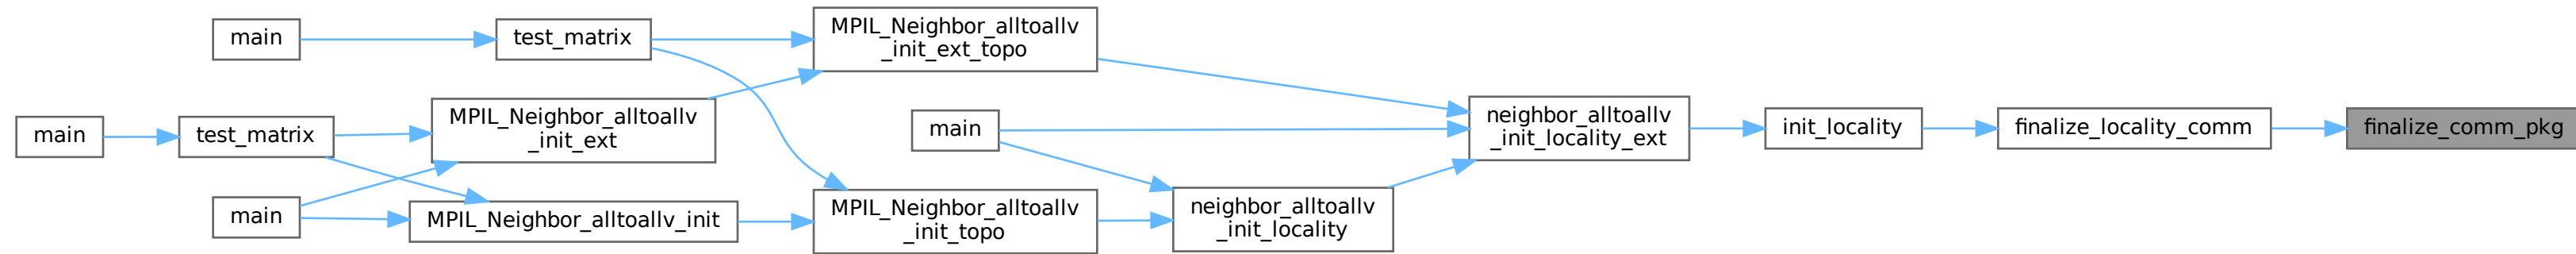 main
test_matrix
MPIL_Neighbor_alltoallv
_init_ext_topo
main
test_matrix
MPIL_Neighbor_alltoallv
_init_ext
main
neighbor_alltoallv
_init_locality_ext
init_locality
finalize_locality_comm
finalize_comm_pkg
main
MPIL_Neighbor_alltoallv_init
MPIL_Neighbor_alltoallv
_init_topo
neighbor_alltoallv
_init_locality